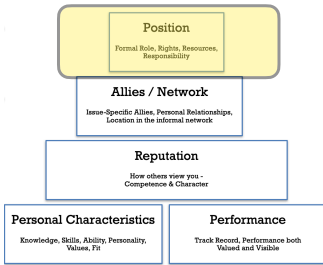 Position
Formal Role, Rights, Resources,
Responsibility
Allies / Network
Issue-Specific Allies, Personal Relationships,
Location in the informal network
Reputation
How others view you -
Competence & Character
Personal Characteristics
Knowledge, Skills, Ability, Personality,
Values, Fit
Performance
Track Record, Performance both
Valued and Visible